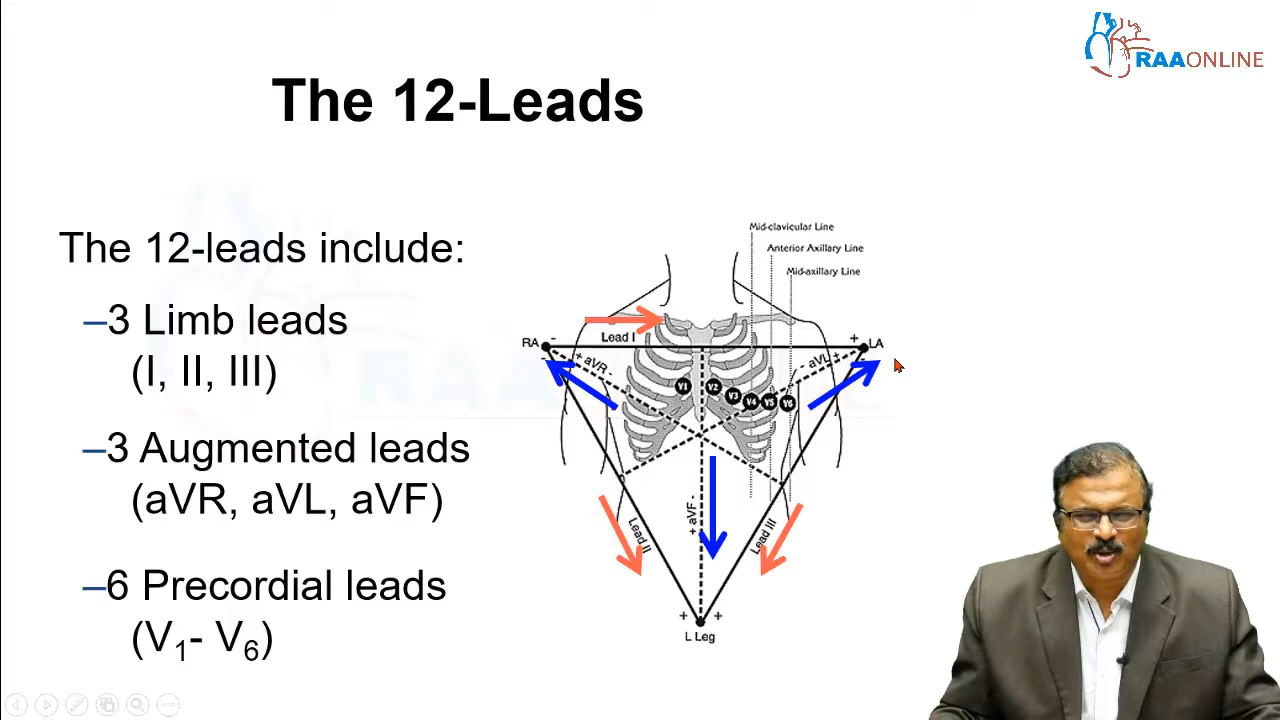 RAAONLINE
The 12-Leads
The 12-leads include:
–3 Limb leads
(I, II, III)
–3 Augmented leads
(aVR, aVL, aVF)
–6 Precordial leads
(V1- V6)
Mid-clavicular Line
Anterior Axillary Line
Mid-axillary Line
Lead I
RA -
+ LA
-
+ aVR -
- aVL +
-
V1 V2 V3 V4 V5 V6
Lead II
+ aVF -
Lead III
+ +
L Leg